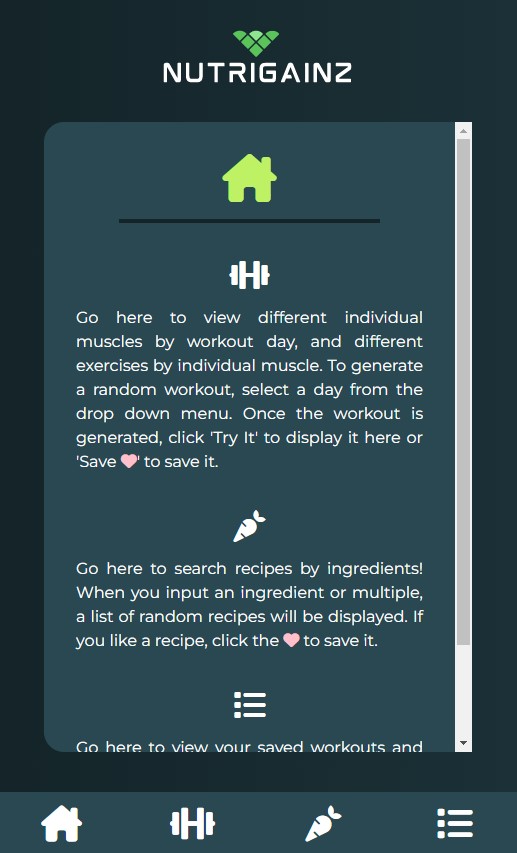 NUTRIGAINZ
Go here to view different individual
muscles by workout day, and different
exercises by individual muscle. To generate
a random workout, select a day from the
drop down menu. Once the workout is
generated, click 'Try It' to display it here or
'Save 🩷' to save it.
Go here to search recipes by ingredients!
When you input an ingredient or multiple,
a list of random recipes will be displayed. If
you like a recipe, click the 🩷 to save it.
Go here to view your saved workouts and